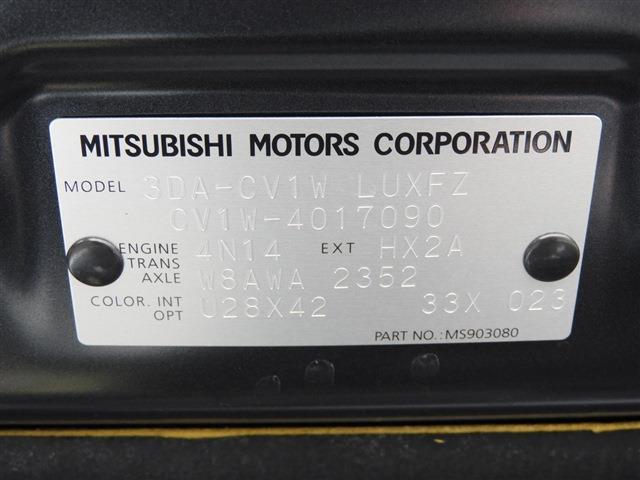 MITSUBISHI MOTORS CORPORATION
MODEL 3DA-CV1W LUXFZ
CV1W-4017090
ENGINE 4N14 EXT HX2A
TRANS
AXLE W8AWA 2352
COLOR. INT U28X42 33X 023
OPT
PART NO.:MS903080